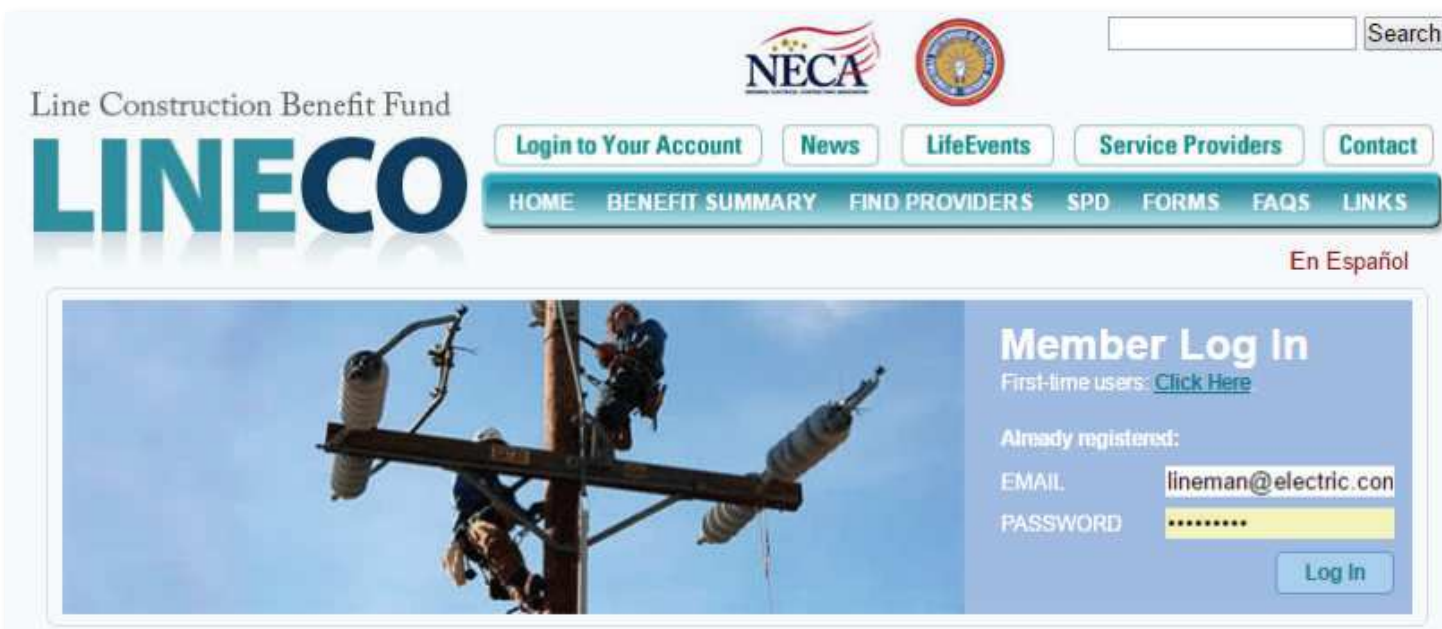 NECA
Search
Line Construction Benefit Fund
LINECO
Login to Your Account
News
LifeEvents
Service Providers
Contact
HOME
BENEFIT SUMMARY
FIND PROVIDERS
SPD
FORMS
FAQS
LINKS
En Español
Member Log In
First-time users: Click Here
Already registered:
EMAIL
lineman@electric.con
PASSWORD
•••••••••
Log In